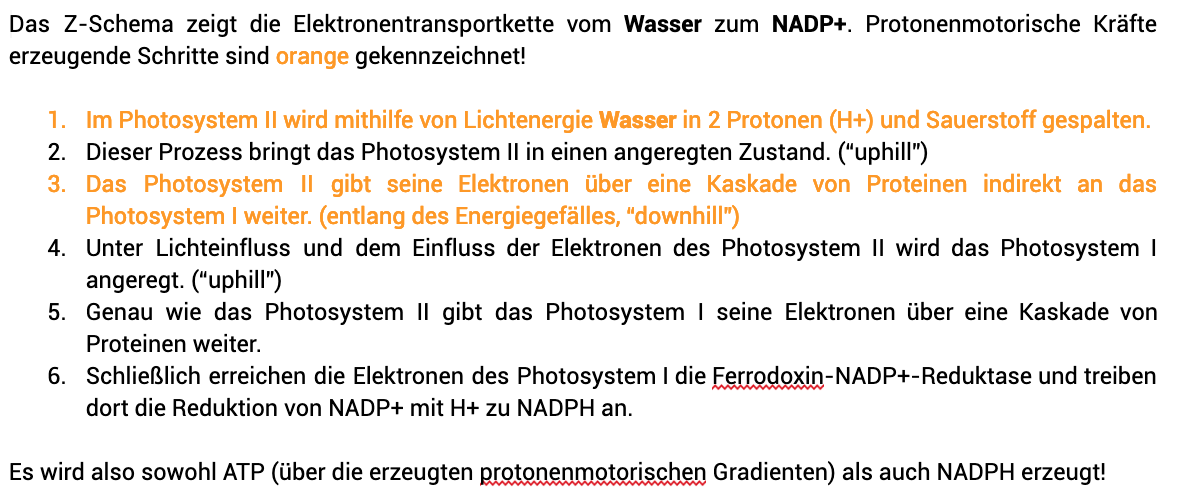 Das Z-Schema zeigt die Elektronentransportkette vom Wasser zum NADP+. Protonenmotorische Kräfte
erzeugende Schritte sind orange gekennzeichnet!
1. Im Photosystem II wird mithilfe von Lichtenergie Wasser in 2 Protonen (H+) und Sauerstoff gespalten.
2. Dieser Prozess bringt das Photosystem II in einen angeregten Zustand. (“uphill”)
3. Das Photosystem II gibt seine Elektronen über eine Kaskade von Proteinen indirekt an das
Photosystem I weiter. (entlang des Energiegefälles, “downhill”)
4. Unter Lichteinfluss und dem Einfluss der Elektronen des Photosystem II wird das Photosystem I
angeregt. (“uphill”)
5. Genau wie das Photosystem II gibt das Photosystem I seine Elektronen über eine Kaskade von
Proteinen weiter.
6. Schließlich erreichen die Elektronen des Photosystem I die Ferrodoxin-NADP+-Reduktase und treiben
dort die Reduktion von NADP+ mit H+ zu NADPH an.
Es wird also sowohl ATP (über die erzeugten protonenmotorischen Gradienten) als auch NADPH erzeugt!